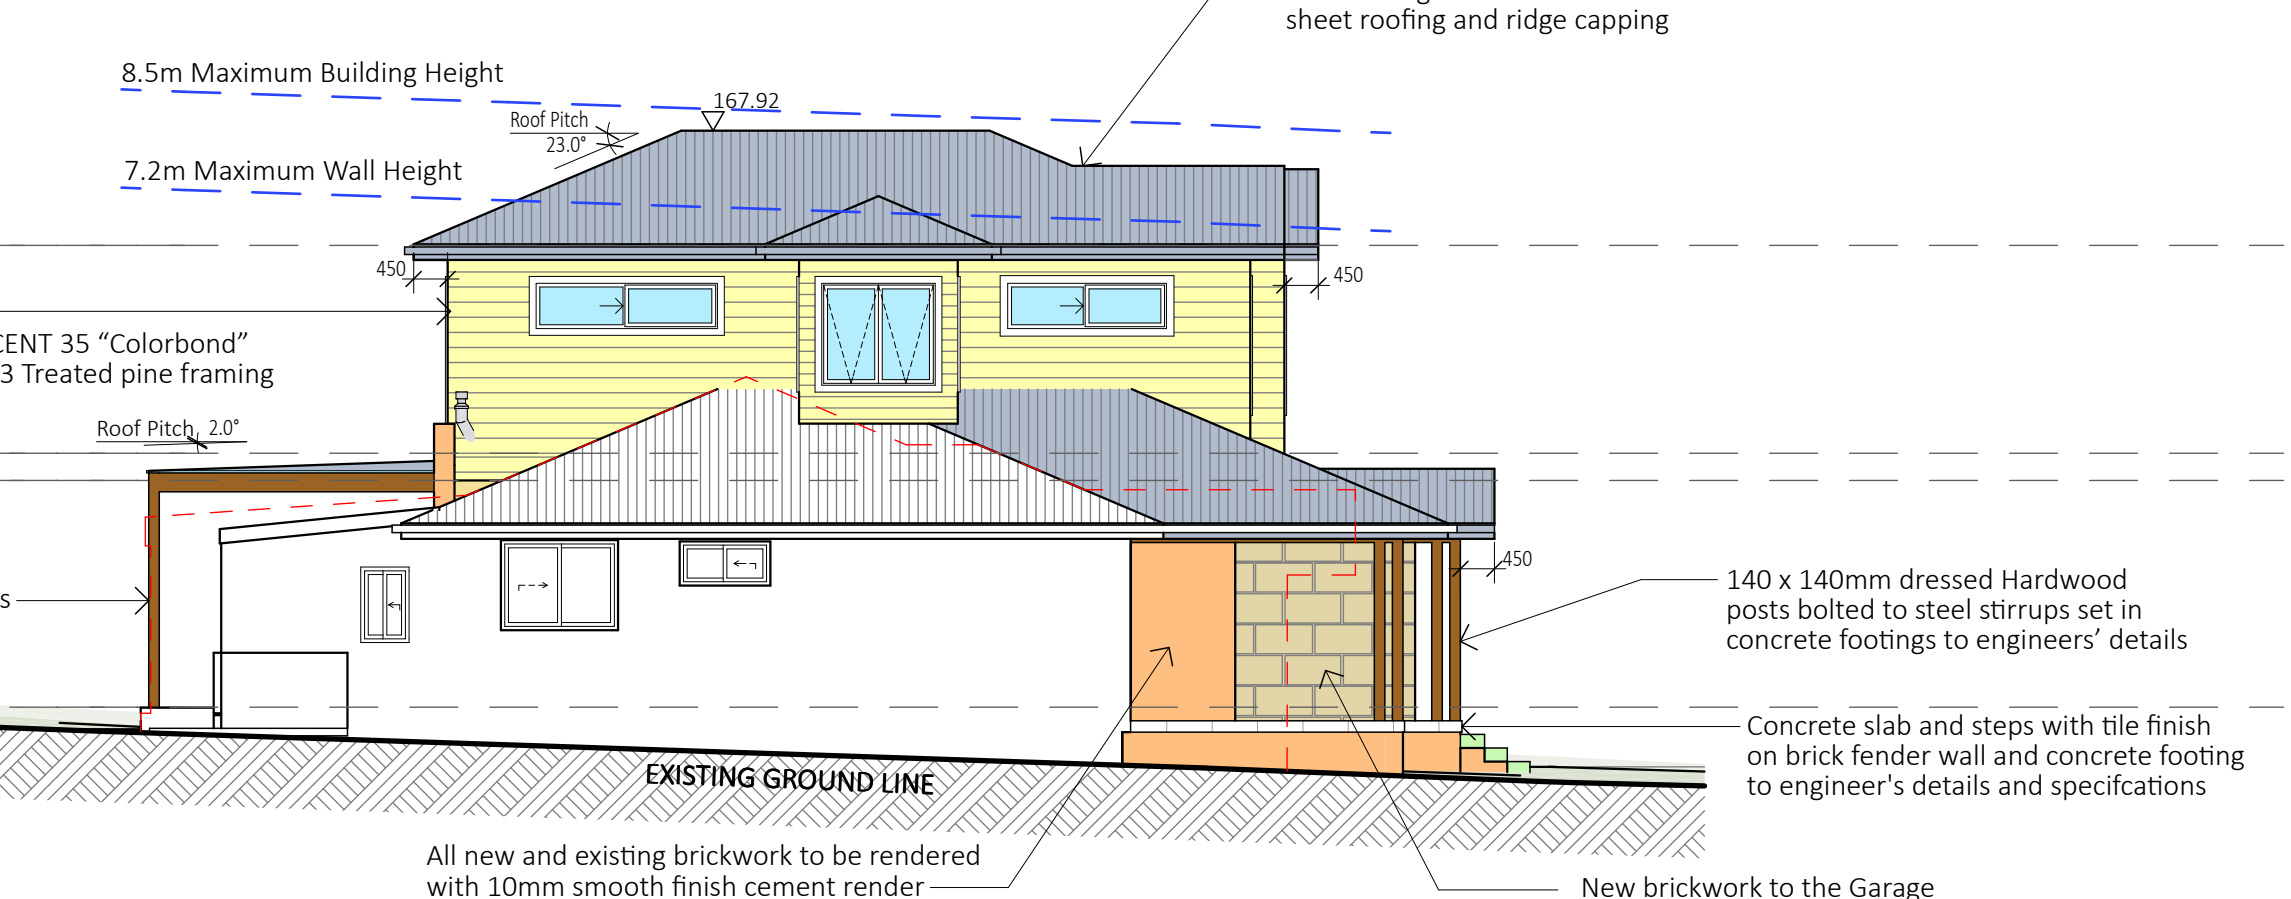 sheet roofing and ridge capping
8.5m Maximum Building Height
167.92
Roof Pitch
23.0°
7.2m Maximum Wall Height
450
450
CENT 35 “Colorbond”
3 Treated pine framing
Roof Pitch 2.0°
450
140 x 140mm dressed Hardwood
posts bolted to steel stirrups set in
concrete footings to engineers’ details
s
Concrete slab and steps with tile finish
on brick fender wall and concrete footing
to engineer's details and specifcations
EXISTING GROUND LINE
All new and existing brickwork to be rendered
with 10mm smooth finish cement render
New brickwork to the Garage